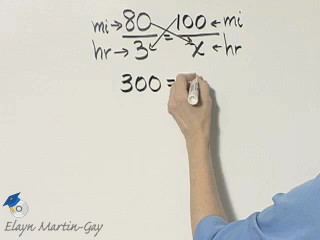 mi→ 80 = 100 ←mi
hr→ 3 x ←hr
300 =
Elayn Martin-Gay